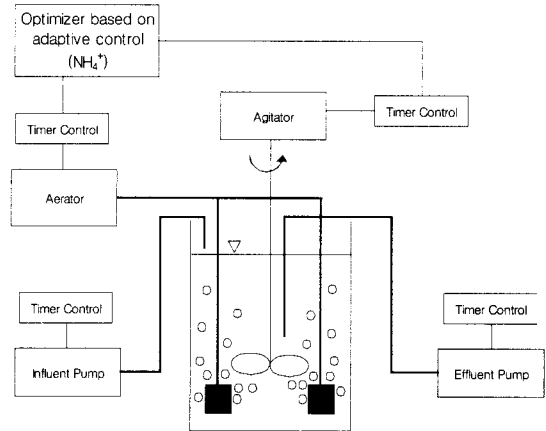 Optimizer based on
adaptive control
(NH₄⁺)
Timer Control
Agitator
Timer Control
Aerator
Timer Control
Influent Pump
Timer Control
Effluent Pump